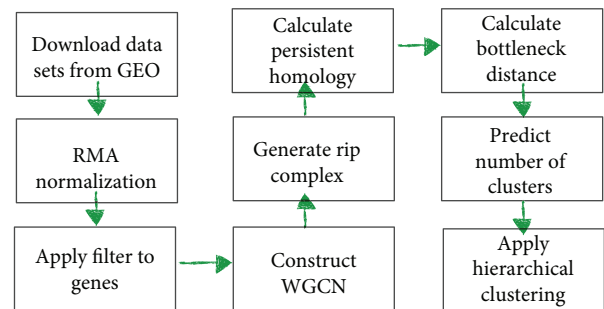 Download data
sets from GEO
RMA
normalization
Apply filter to
genes
Construct
WGCN
Generate rip
complex
Calculate
persistent
homology
Calculate
bottleneck
distance
Predict
number of
clusters
Apply
hierarchical
clustering